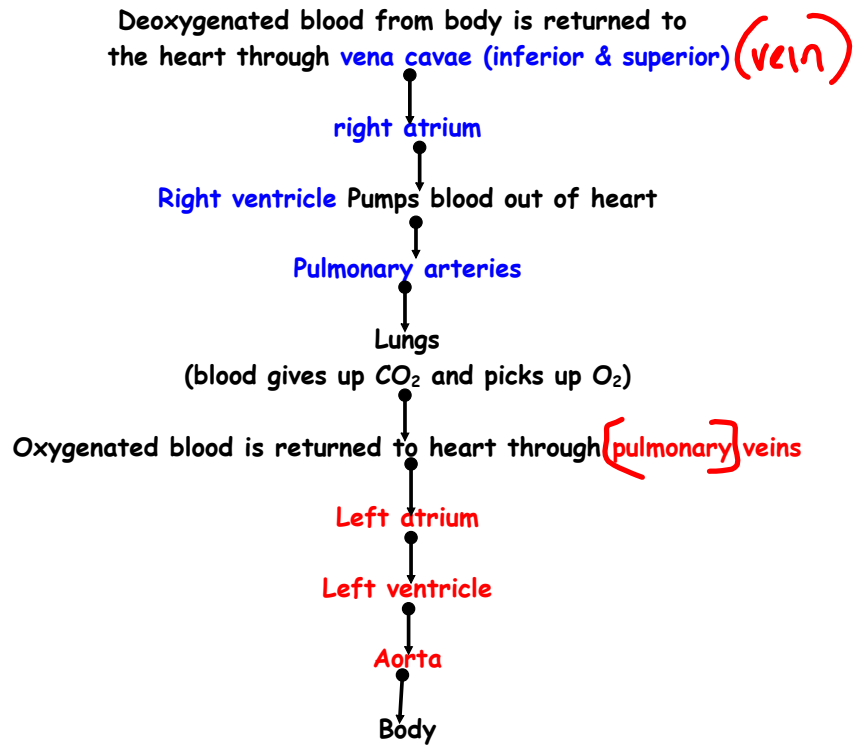 Deoxygenated blood from body is returned to
the heart through vena cavae (inferior & superior) (vein)
right atrium
Right ventricle Pumps blood out of heart
Pulmonary arteries
Lungs
(blood gives up CO₂ and picks up O₂)
Oxygenated blood is returned to heart through [pulmonary] veins
Left atrium
Left ventricle
Aorta
Body